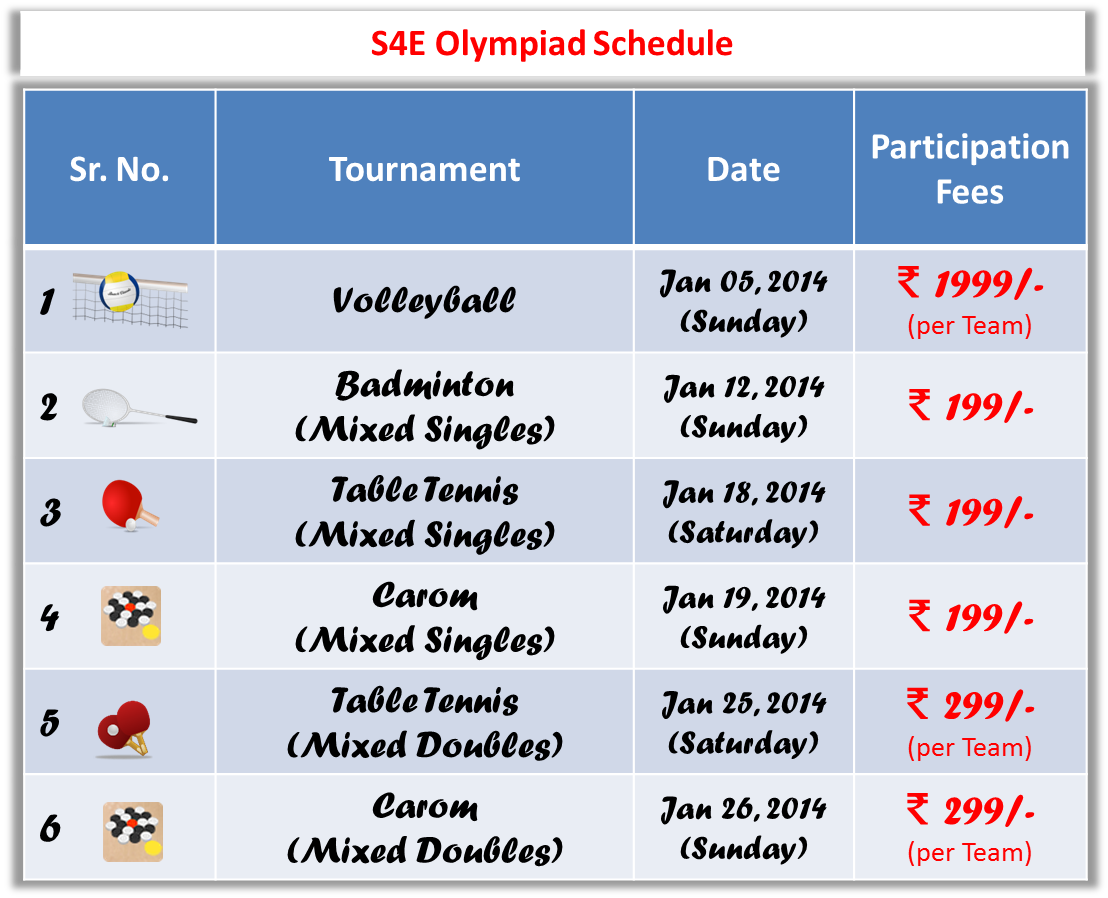 S4E Olympiad Schedule
Sr. No.
Tournament
Date
Participation
Fees
1
Volleyball
Jan 05, 2014
(Sunday)
₹ 1999/-
(per Team)
2
Badminton
(Mixed Singles)
Jan 12, 2014
(Sunday)
₹ 199/-
3
Table Tennis
(Mixed Singles)
Jan 18, 2014
(Saturday)
₹ 199/-
4
Carom
(Mixed Singles)
Jan 19, 2014
(Sunday)
₹ 199/-
5
Table Tennis
(Mixed Doubles)
Jan 25, 2014
(Saturday)
₹ 299/-
(per Team)
6
Carom
(Mixed Doubles)
Jan 26, 2014
(Sunday)
₹ 299/-
(per Team)